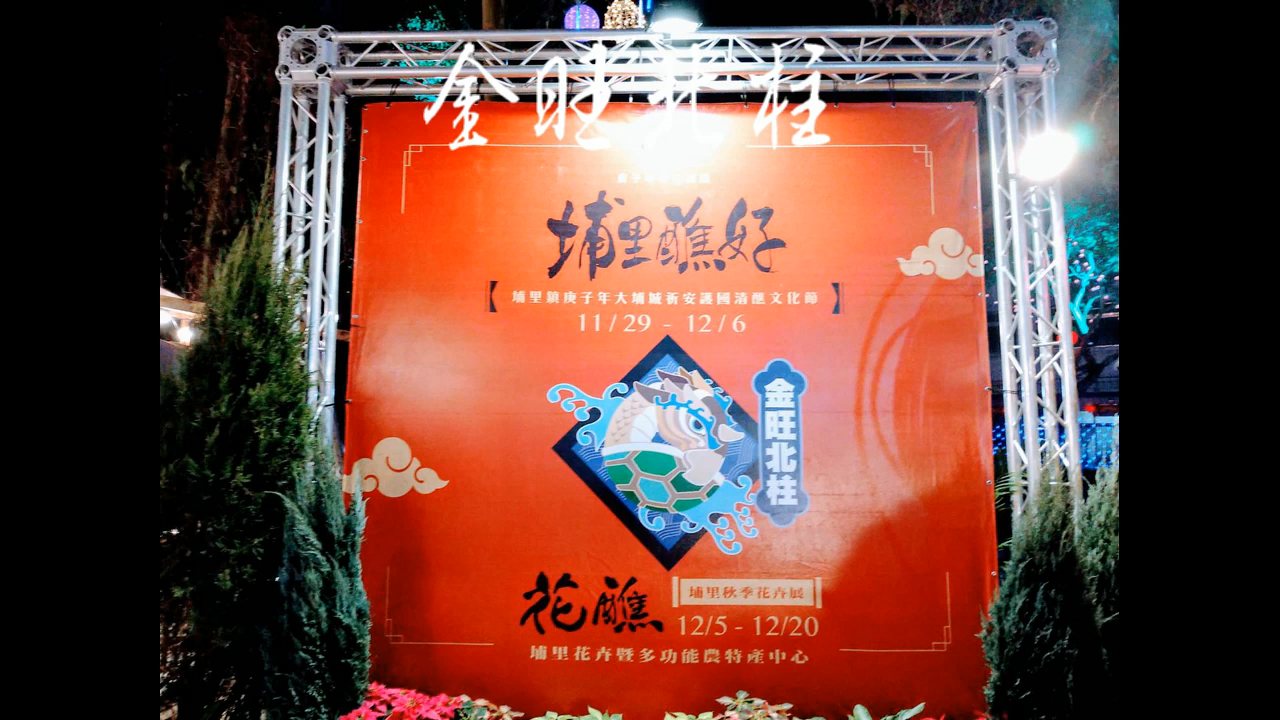 金旺北柱
埔里醮好
埔里鎮庚子年大埔城祈安護國清醮文化節
11/29 - 12/6
金旺北柱
花醮
埔里秋季花卉展
12/5 - 12/20
埔里花卉暨多功能農特產中心